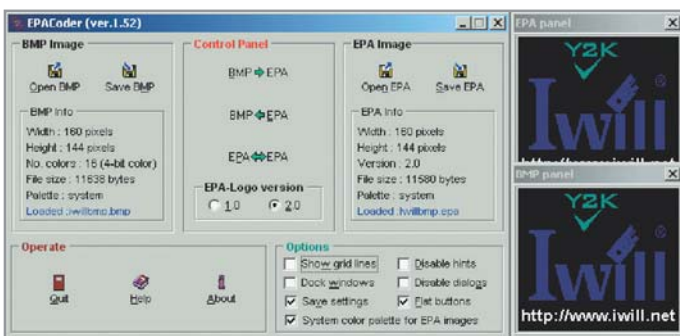 EPACoder (ver.1.52)
BMP Image
Open BMP Save BMP
BMP Info
Width : 160 pixels
Height : 144 pixels
No. colors : 16 (4-bit color)
File size : 11638 bytes
Palette : system
Loaded :iwillbmp.bmp
Control Panel
BMP EPA
BMP EPA
EPA EPA
EPA-Logo version
1.0 2.0
EPA Image
Open EPA Save EPA
EPA Info
Width : 160 pixels
Height : 144 pixels
Version : 2.0
File size : 11580 bytes
Palette : system
Loaded :iwillbmp.epa
Operate
Quit Help About
Options
Show grid lines Disable hints
Dock windows Disable dialogs
Save settings Flat buttons
System color palette for EPA images
EPA panel
Y2K
Iwill
http://www.iwill.net
BMP panel
Y2K
Iwill
http://www.iwill.net